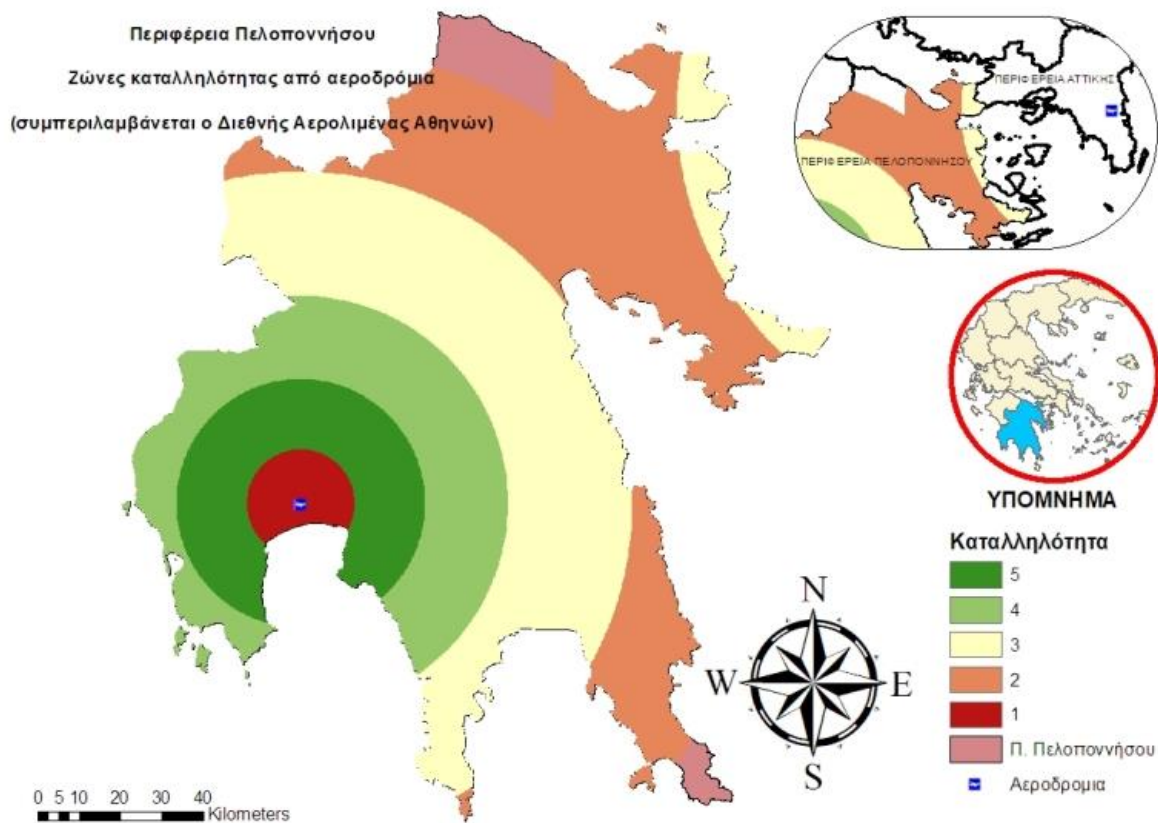 Περιφέρεια Πελοποννήσου
Ζώνες καταλληλότητας από αεροδρόμια
(συμπεριλαμβάνεται ο Διεθνής Αερολιμένας Αθηνών)
ΠΕΡΙΦΕΡΕΙΑ ΑΤΤΙΚΗΣ
ΠΕΡΙΦΕΡΕΙΑ ΠΕΛΟΠΟΝΝΗΣΟΥ
ΥΠΟΜΝΗΜΑ
Καταλληλότητα
5
4
3
2
1
Π. Πελοποννήσου
Αεροδρομια
N
W E
S
0 5 10 20 30 40
Kilometers